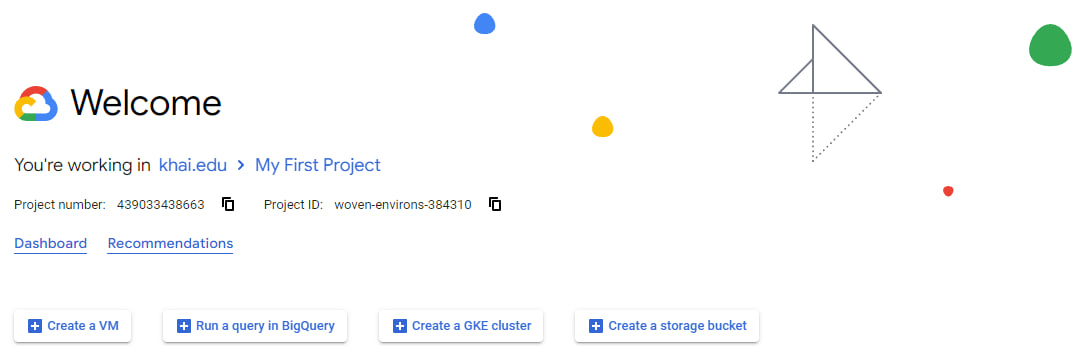 Welcome
You're working in khai.edu > My First Project
Project number: 439033438663 Project ID: woven-environs-384310
Dashboard Recommendations
Create a VM Run a query in BigQuery Create a GKE cluster Create a storage bucket